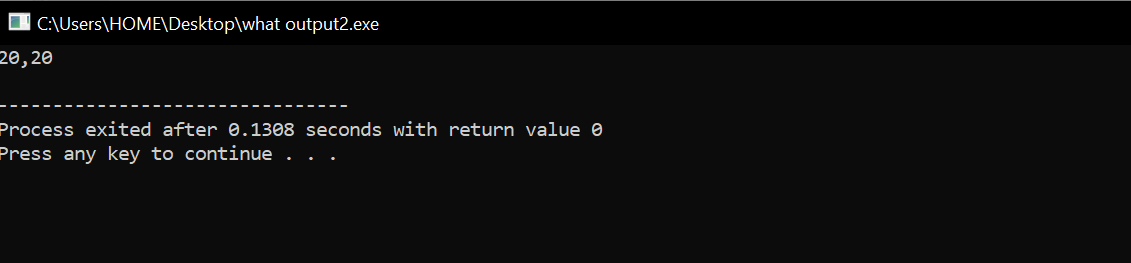 C:\Users\HOME\Desktop\what output2.exe
20,20
--------------------------------
Process exited after 0.1308 seconds with return value 0
Press any key to continue . . .